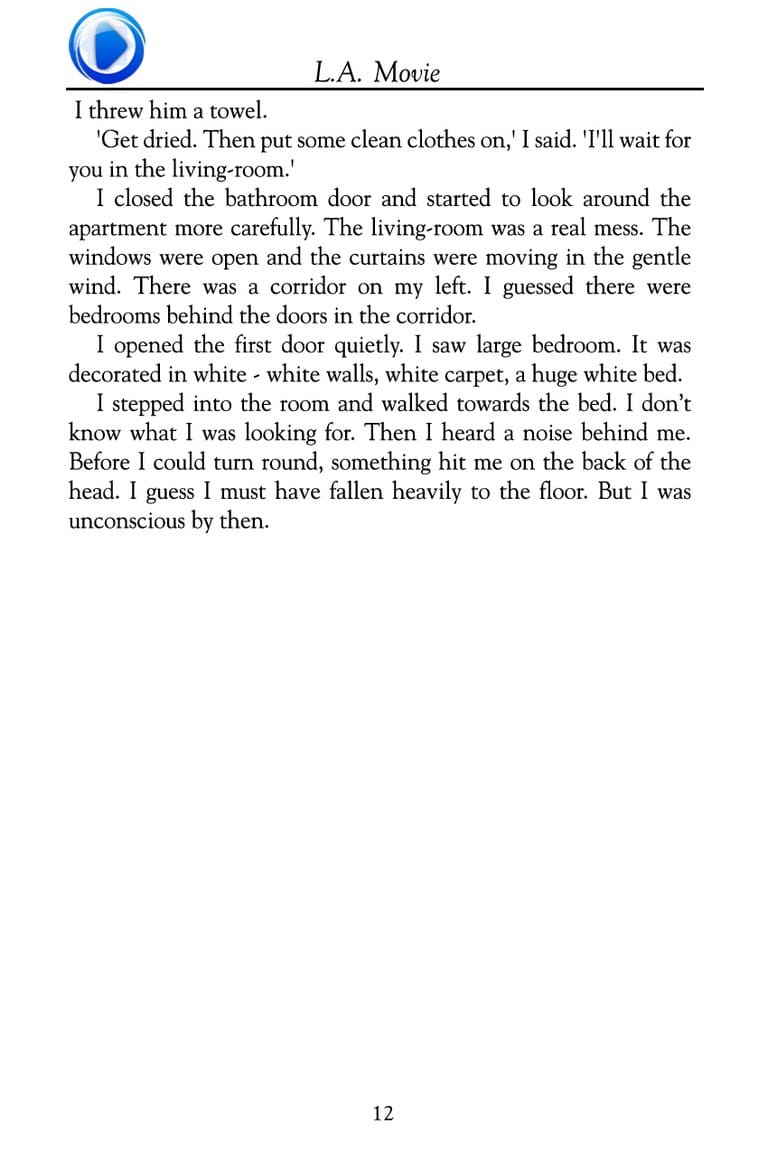 L.A. Movie
I threw him a towel.
'Get dried. Then put some clean clothes on,' I said. 'I'll wait for
you in the living-room.'
I closed the bathroom door and started to look around the
apartment more carefully. The living-room was a real mess. The
windows were open and the curtains were moving in the gentle
wind. There was a corridor on my left. I guessed there were
bedrooms behind the doors in the corridor.
I opened the first door quietly. I saw large bedroom. It was
decorated in white - white walls, white carpet, a huge white bed.
I stepped into the room and walked towards the bed. I don’t
know what I was looking for. Then I heard a noise behind me.
Before I could turn round, something hit me on the back of the
head. I guess I must have fallen heavily to the floor. But I was
unconscious by then.
12